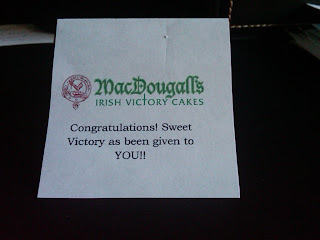 MacDougall's
IRISH VICTORY CAKES
Congratulations! Sweet
Victory as been given to
YOU!!